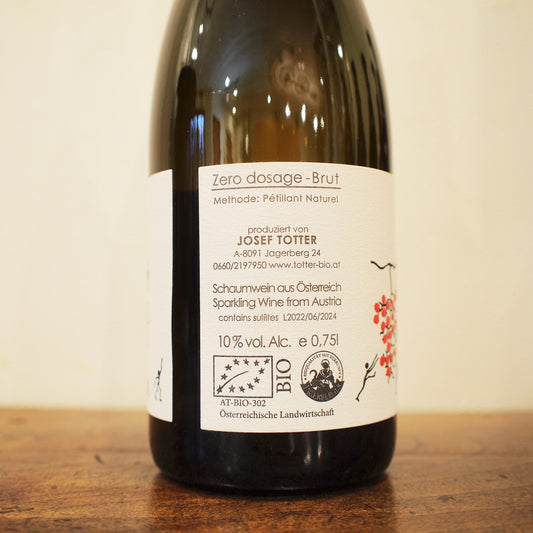 Zero dosage - Brut
Methode: Pétillant Naturel
produziert von
JOSEF TOTTER
A-8091 Jagerberg 24
0660/2197950 www.totter-bio.at
Schaumwein aus Österreich
Sparkling Wine from Austria
contains sulfites L2022/06/2024
10% vol. Alc. e 0,75l
BIO
AT-BIO-302
Österreichische Landwirtschaft